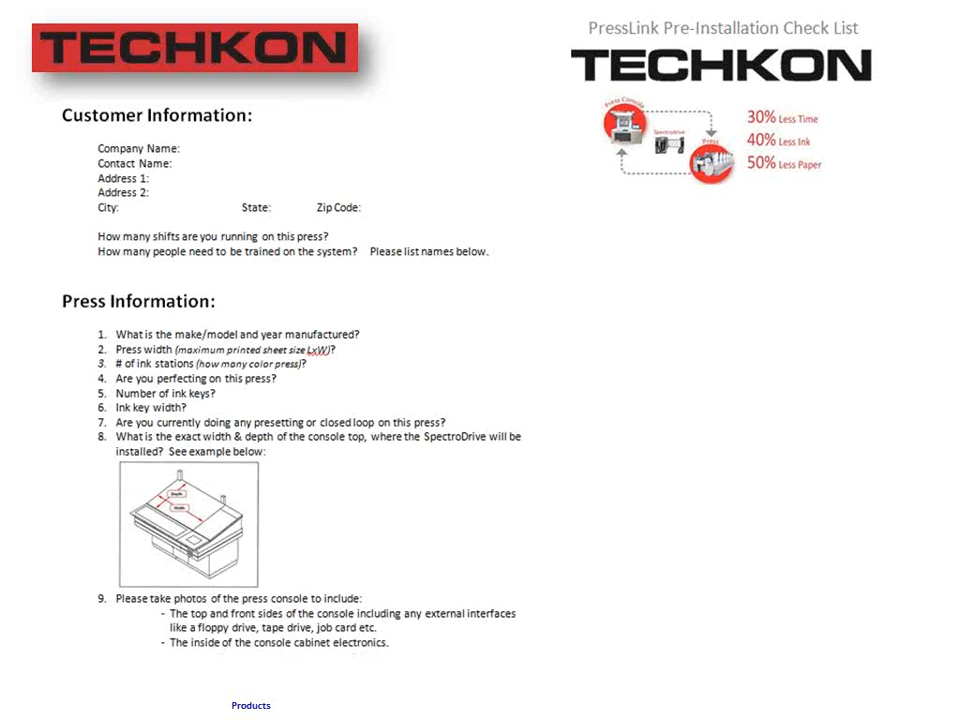 TECHKON
PressLink Pre-Installation Check List
TECHKON
Press Console
Spectrodrive
Press
30% Less Time
40% Less Ink
50% Less Paper
Customer Information:
Company Name:
Contact Name:
Address 1:
Address 2:
City: State: Zip Code:
How many shifts are you running on this press?
How many people need to be trained on the system? Please list names below.
Press Information:
1. What is the make/model and year manufactured?
2. Press width (maximum printed sheet size LxW)?
3. # of ink stations (how many color press)?
4. Are you perfecting on this press?
5. Number of ink keys?
6. Ink key width?
7. Are you currently doing any presetting or closed loop on this press?
8. What is the exact width & depth of the console top, where the SpectroDrive will be
installed? See example below:
Depth
Width
9. Please take photos of the press console to include:
- The top and front sides of the console including any external interfaces
like a floppy drive, tape drive, job card etc.
- The inside of the console cabinet electronics.
Products